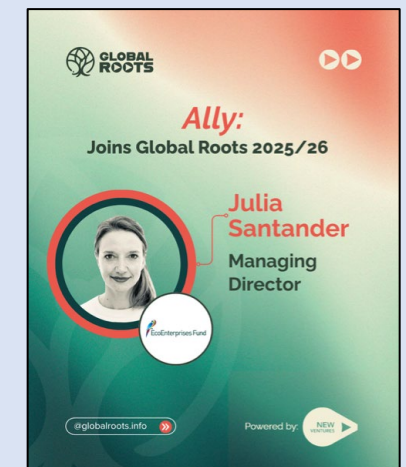 GLOBAL
ROOTS
Ally:
Joins Global Roots 2025/26
Julia
Santander
Managing
Director
EcoEnterprises Fund
@globalroots.info
Powered by:
NEW
VENTURES